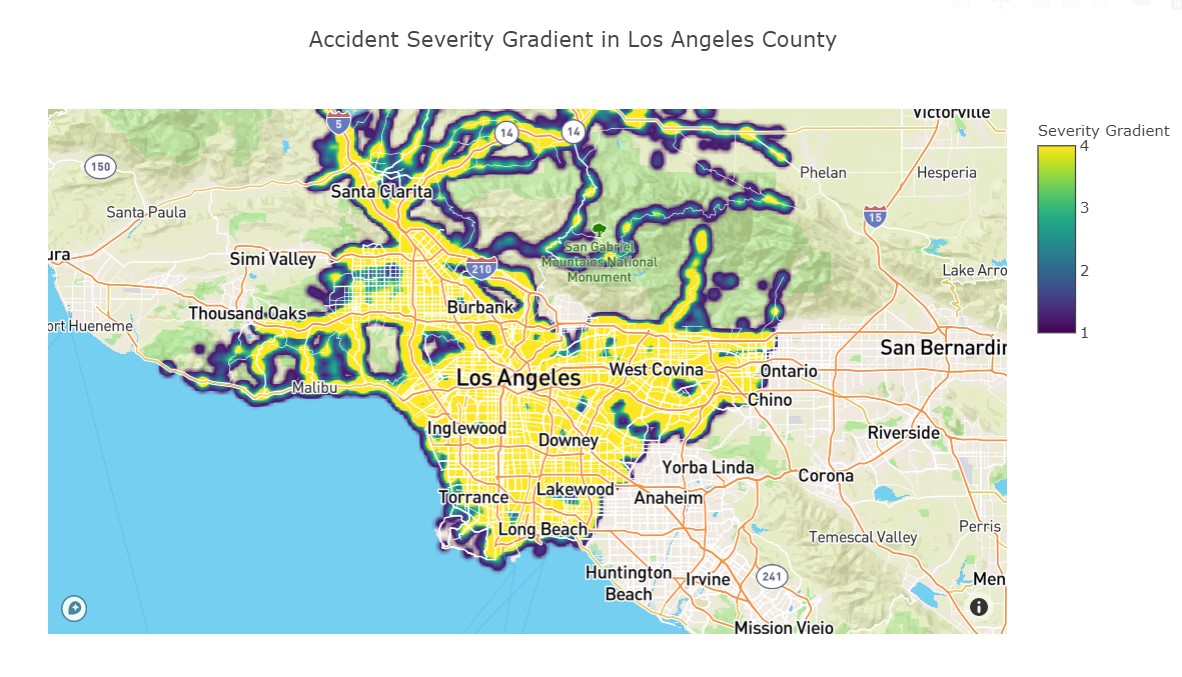 Accident Severity Gradient in Los Angeles County
Victorville
Severity Gradient
5
14
14
4
150
Phelan
Hesperia
Santa Clarita
3
Santa Paula
15
San Gabriel
Mountains National
Monument
ura
Simi Valley
210
2
Lake Arro
Thousand Oaks
Burbank
ort Hueneme
1
San Bernardin
Los Angeles
West Covina
Ontario
Malibu
Chino
Inglewood
Downey
Riverside
Yorba Linda
Corona
Torrance
Lakewood
Anaheim
Long Beach
Perris
Temescal Valley
Huntington
Beach
Irvine
241
Men
Mission Viejo